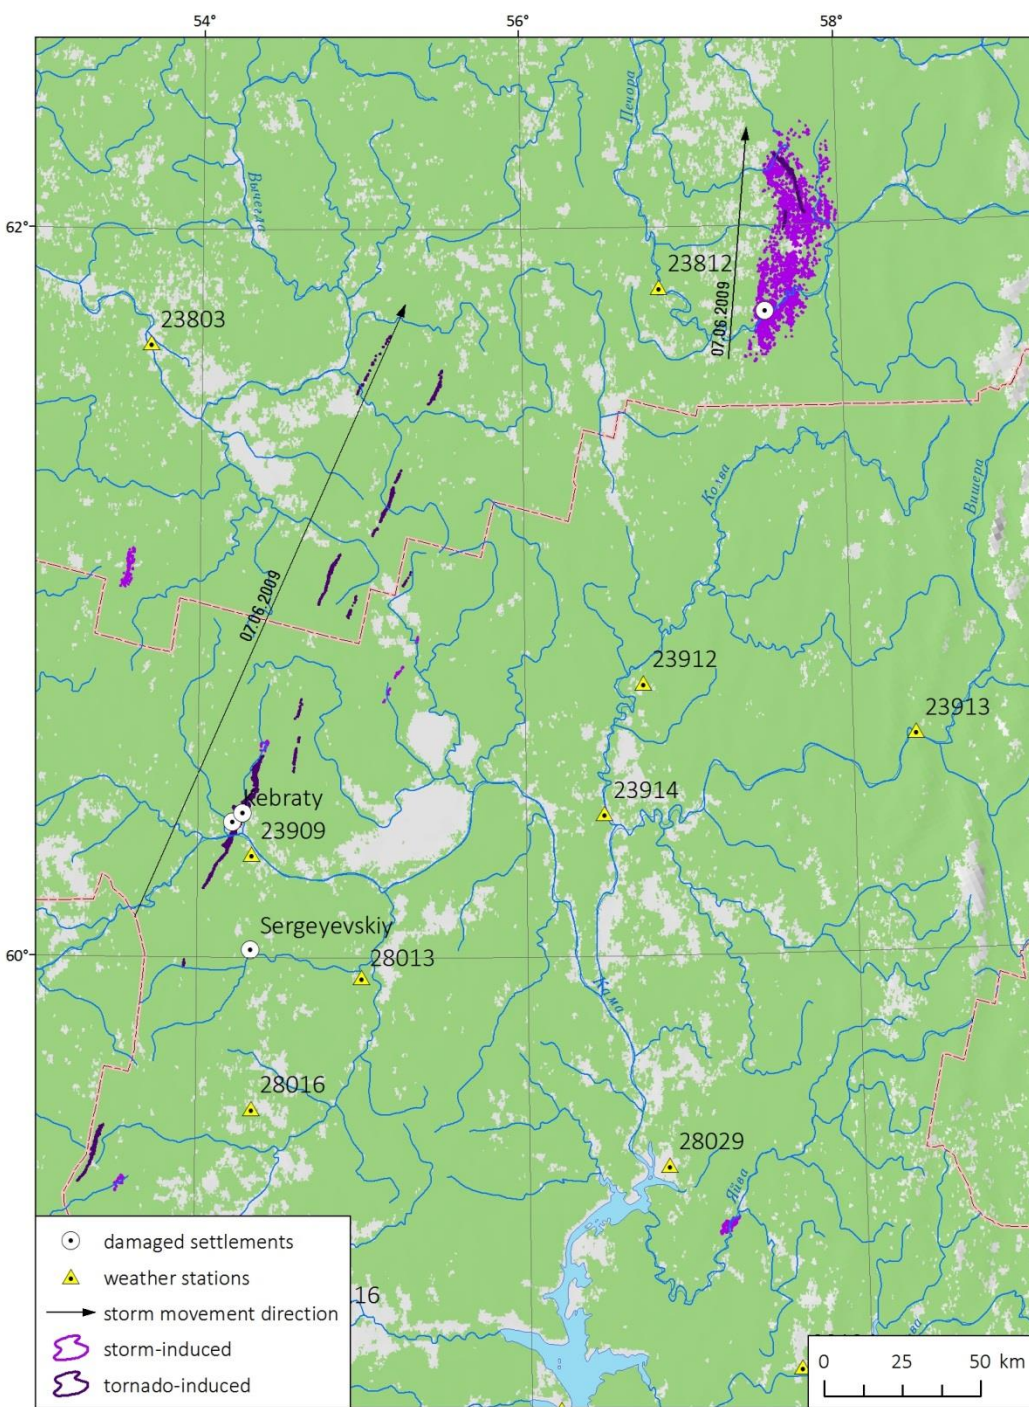 54°
56°
58°
Печора
Вычегда
62°
23812
07.06.2009
23803
Колва
Вишера
07.06.2009
23912
23913
23914
Kebraty
23909
Sergeyevskiy
60°
28013
Кама
28016
28029
Яйва
damaged settlements
weather stations
storm movement direction
storm-induced
tornado-induced
16
0 25 50 km